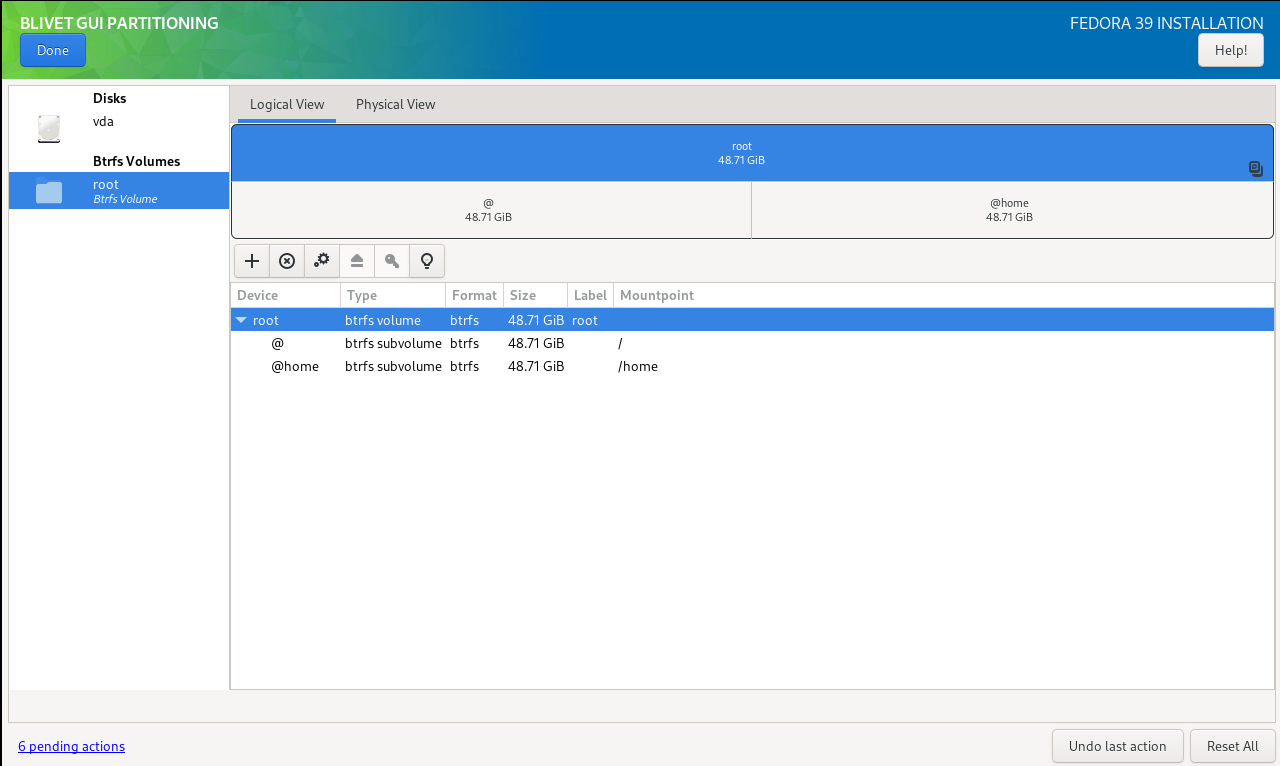 BLIVET GUI PARTITIONING
FEDORA 39 INSTALLATION
Done
Help!
Disks
vda
Btrfs Volumes
root
Btrfs Volume
Logical View
Physical View
root
48.71 GiB
@
48.71 GiB
@home
48.71 GiB
Device Type Format Size Label Mountpoint
root btrfs volume btrfs 48.71 GiB root
@ btrfs subvolume btrfs 48.71 GiB /
@home btrfs subvolume btrfs 48.71 GiB /home
6 pending actions
Undo last action
Reset All